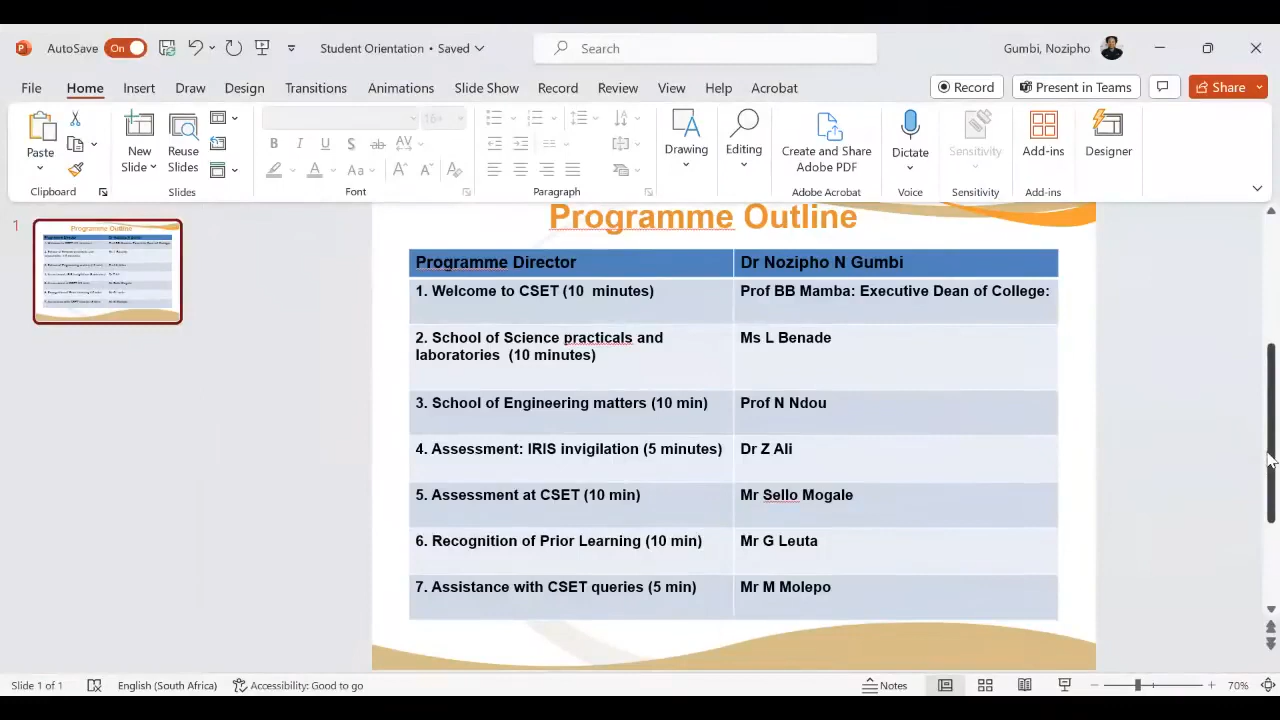 AutoSave On Student Orientation • Saved Search Gumbi, Nozipho
File Home Insert Draw Design Transitions Animations Slide Show Record Review View Help Acrobat Record Present in Teams Share
Paste New Slide Reuse Slides 16+ B I U S ab AV Aa A A A Drawing Editing Create and Share Adobe PDF Dictate Sensitivity Add-ins Designer
Clipboard Slides Font Paragraph Adobe Acrobat Voice Sensitivity Add-ins
1
Programme Outline
Programme Director Dr Nozipho N Gumbi
1. Welcome to CSET (10 minutes) Prof BB Mamba: Executive Dean of College:
2. School of Science practicals and
laboratories (10 minutes) Ms L Benade
3. School of Engineering matters (10 min) Prof N Ndou
4. Assessment: IRIS invigilation (5 minutes) Dr Z Ali
5. Assessment at CSET (10 min) Mr Sello Mogale
6. Recognition of Prior Learning (10 min) Mr G Leuta
7. Assistance with CSET queries (5 min) Mr M Molepo
Slide 1 of 1 English (South Africa) Accessibility: Good to go Notes 70%